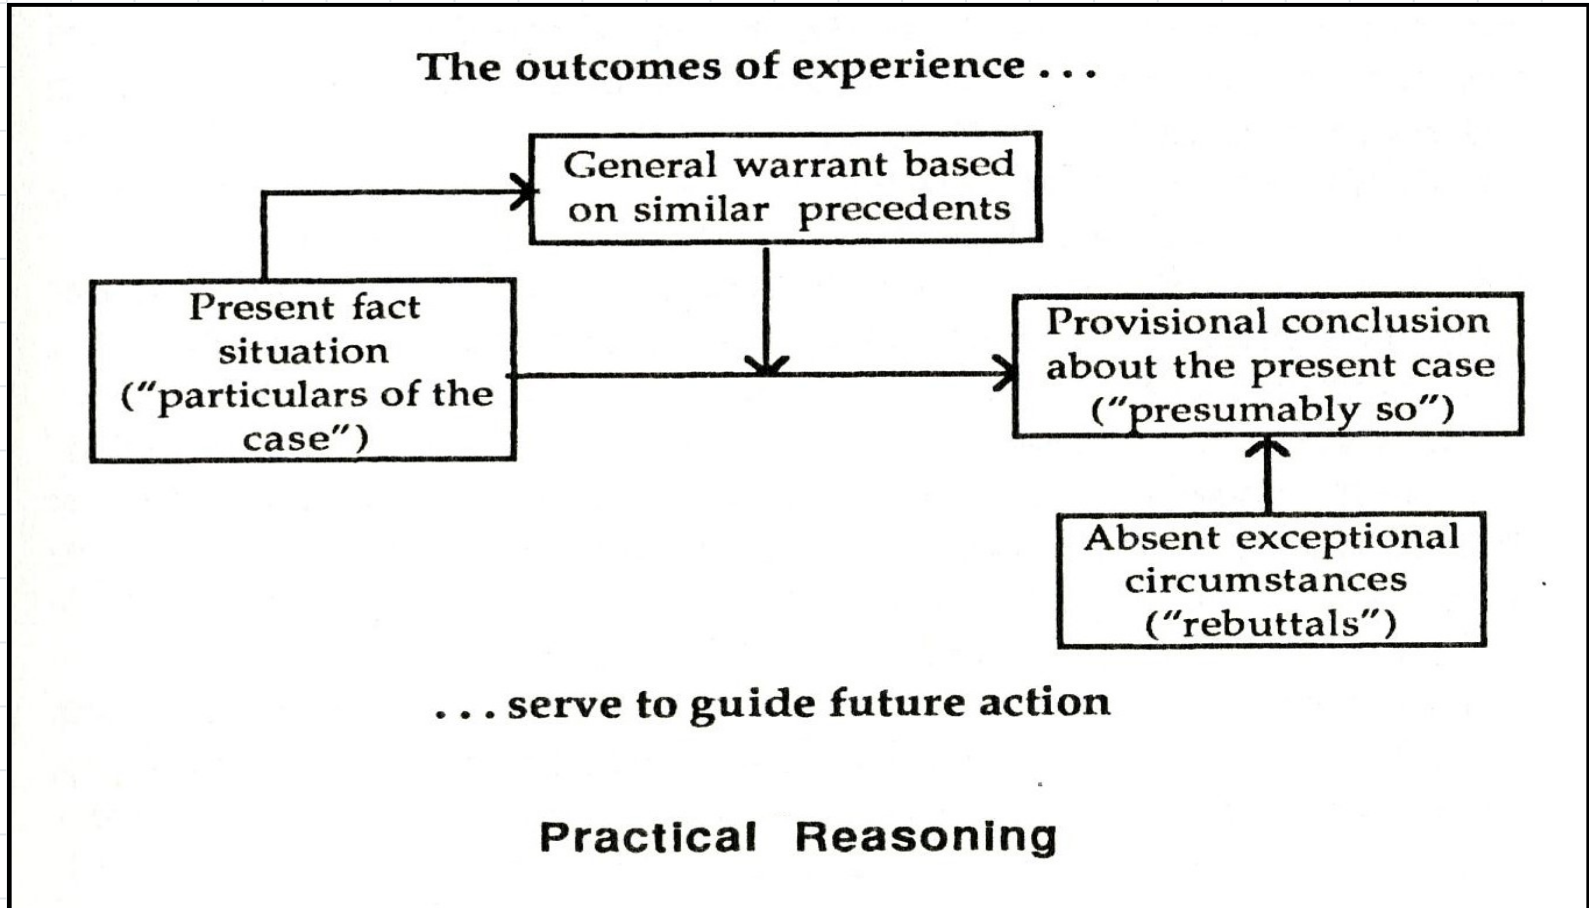 The outcomes of experience . . .
General warrant based
on similar precedents
Present fact
situation
("particulars of the
case")
Provisional conclusion
about the present case
("presumably so")
Absent exceptional
circumstances
("rebuttals")
. . . serve to guide future action
Practical Reasoning